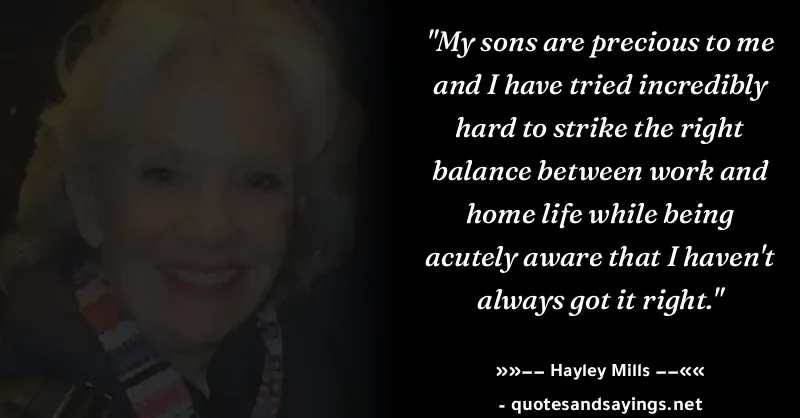 "My sons are precious to me
and I have tried incredibly
hard to strike the right
balance between work and
home life while being
acutely aware that I haven't
always got it right."
»»−− Hayley Mills −−««
- quotesandsayings.net